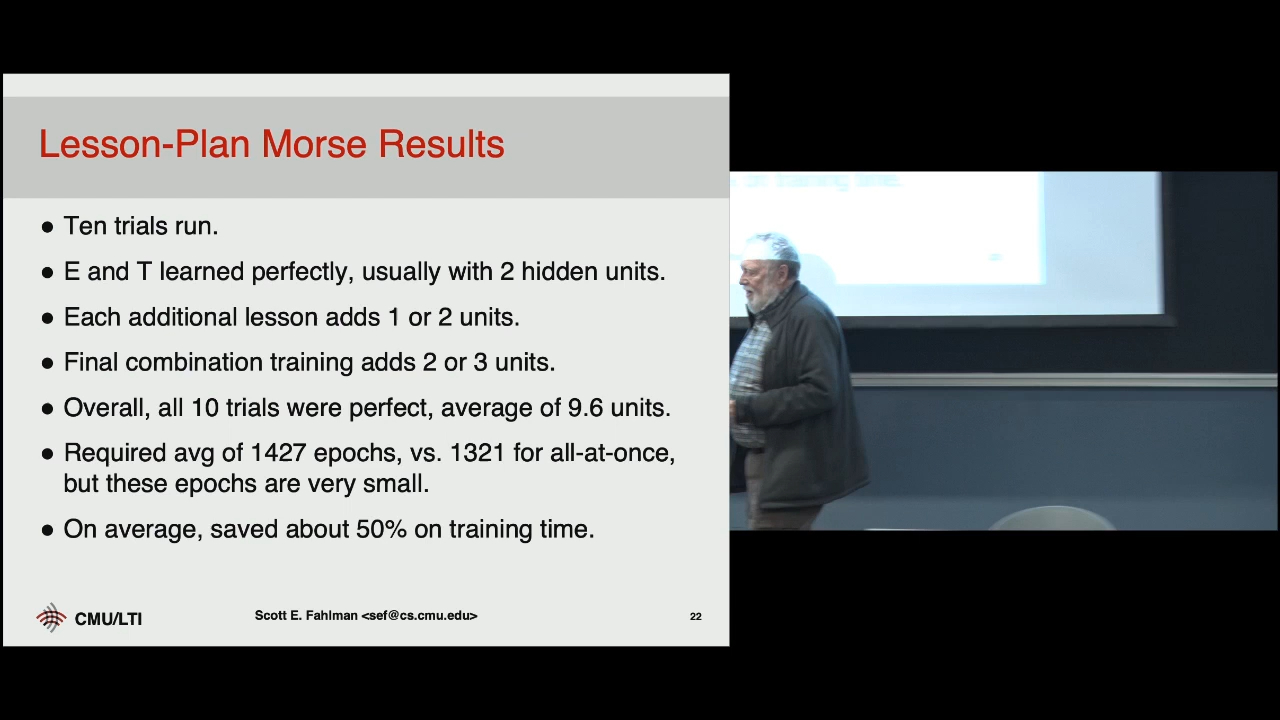 Lesson-Plan Morse Results
● Ten trials run.
● E and T learned perfectly, usually with 2 hidden units.
● Each additional lesson adds 1 or 2 units.
● Final combination training adds 2 or 3 units.
● Overall, all 10 trials were perfect, average of 9.6 units.
● Required avg of 1427 epochs, vs. 1321 for all-at-once,
but these epochs are very small.
● On average, saved about 50% on training time.
CMU/LTI
Scott E. Fahlman <sef@cs.cmu.edu>
22